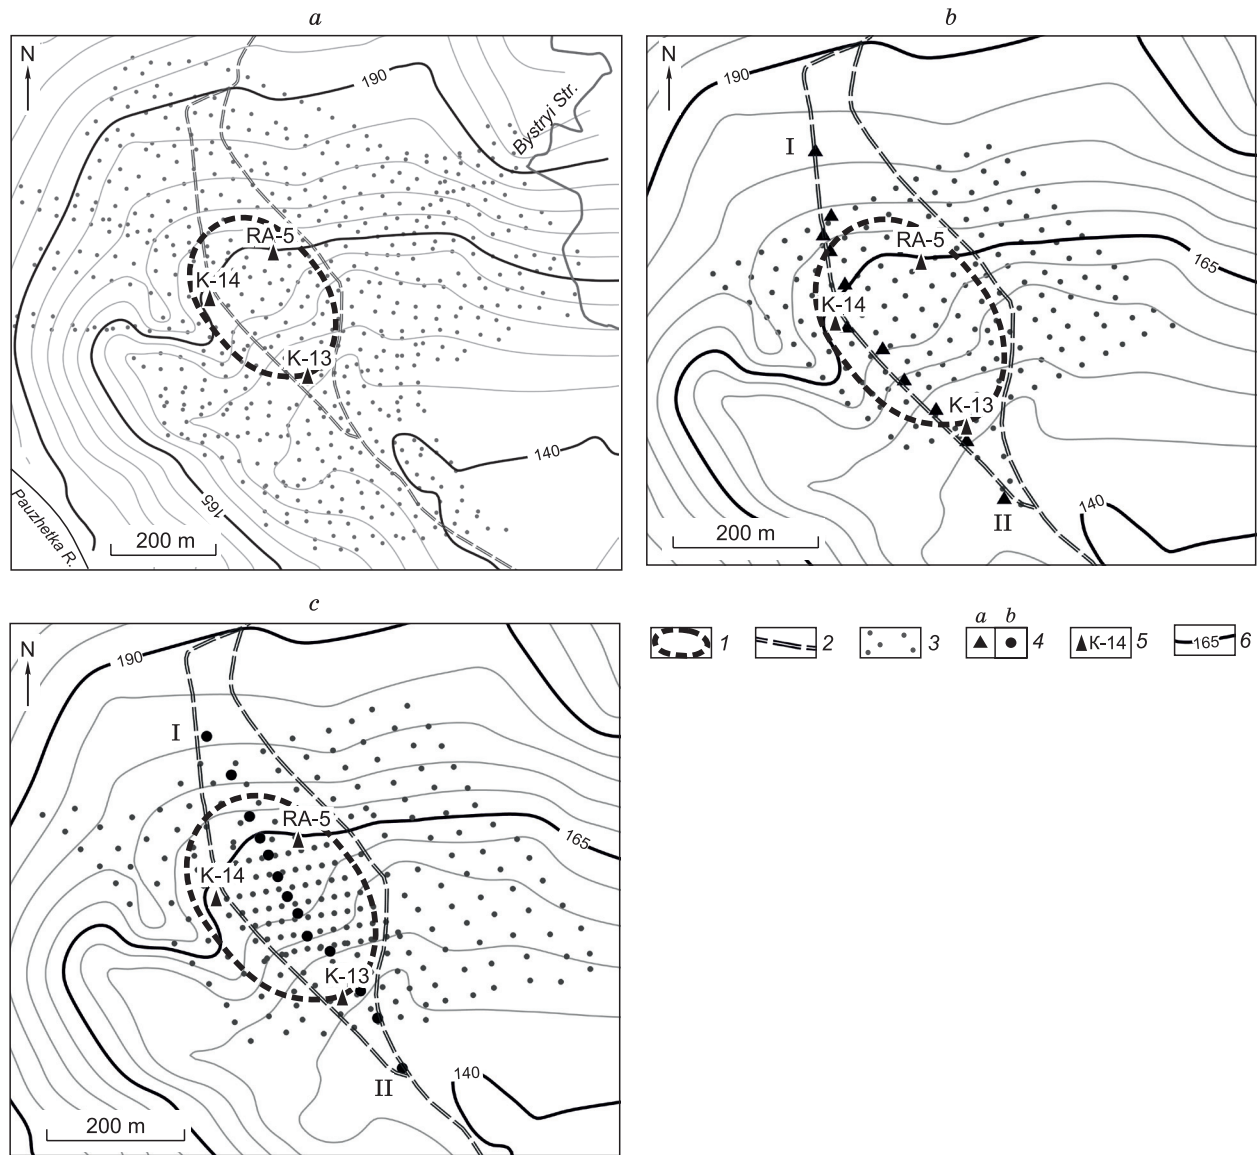 a
N
190
Bystryi Str.
RA-5
K-14
K-13
140
165
Pauzhetka R.
200 m
b
N
190
I
RA-5
165
K-14
K-13
II
140
200 m
c
N
190
I
RA-5
165
K-14
K-13
II
140
200 m
1
2
3
a b
4
K-14 5
165 6